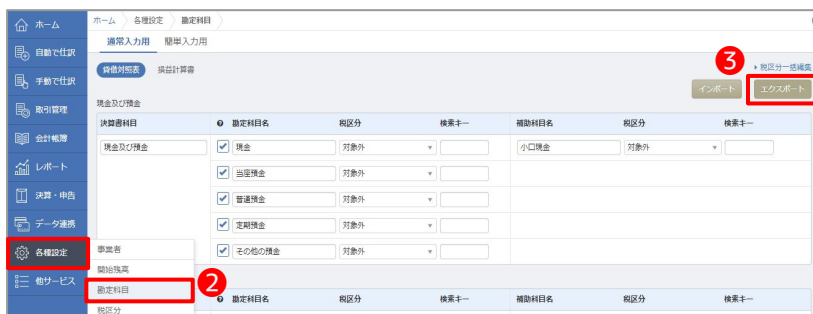 ホーム
自動で仕訳
手動で仕訳
取引管理
会計帳簿
レポート
決算・申告
データ連携
各種設定
他サービス
ホーム 〉 各種設定 〉 勘定科目
通常入力用 簡単入力用
貸借対照表 損益計算書
3
▸ 税区分一括編集
インポート エクスポート
現金及び預金
決算書科目 ? 勘定科目名 税区分 検索キー 補助科目名 税区分 検索キー
現金及び預金 現金 対象外 小口現金 対象外
当座預金 対象外
普通預金 対象外
定期預金 対象外
その他の預金 対象外
事業者
開始残高
勘定科目
税区分
2
? 勘定科目名 税区分 検索キー 補助科目名 税区分 検索キー